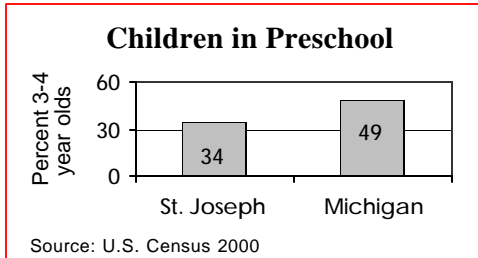 Children in Preschool
Percent 3-4
year olds
60
30
0
34
49
St. Joseph
Michigan
Source: U.S. Census 2000